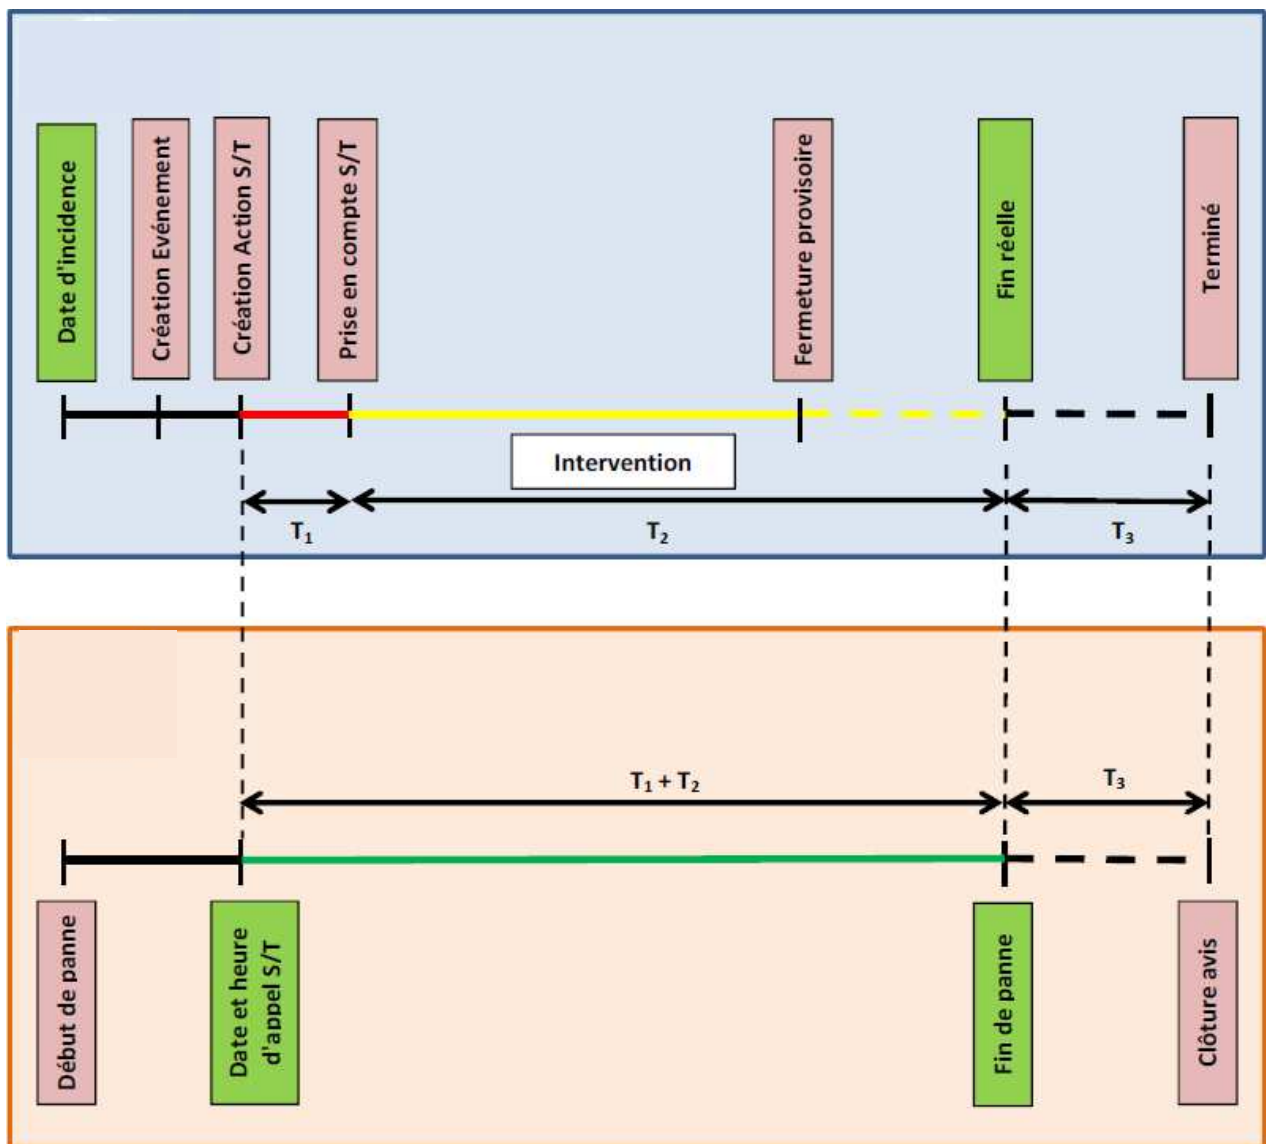 Date d'incidence
Création Evénement
Création Action S/T
Prise en compte S/T
Fermeture provisoire
Fin réelle
Terminé
Intervention
T₁
T₂
T₃
T₁ + T₂
T₃
Début de panne
Date et heure
d'appel S/T
Fin de panne
Clôture avis